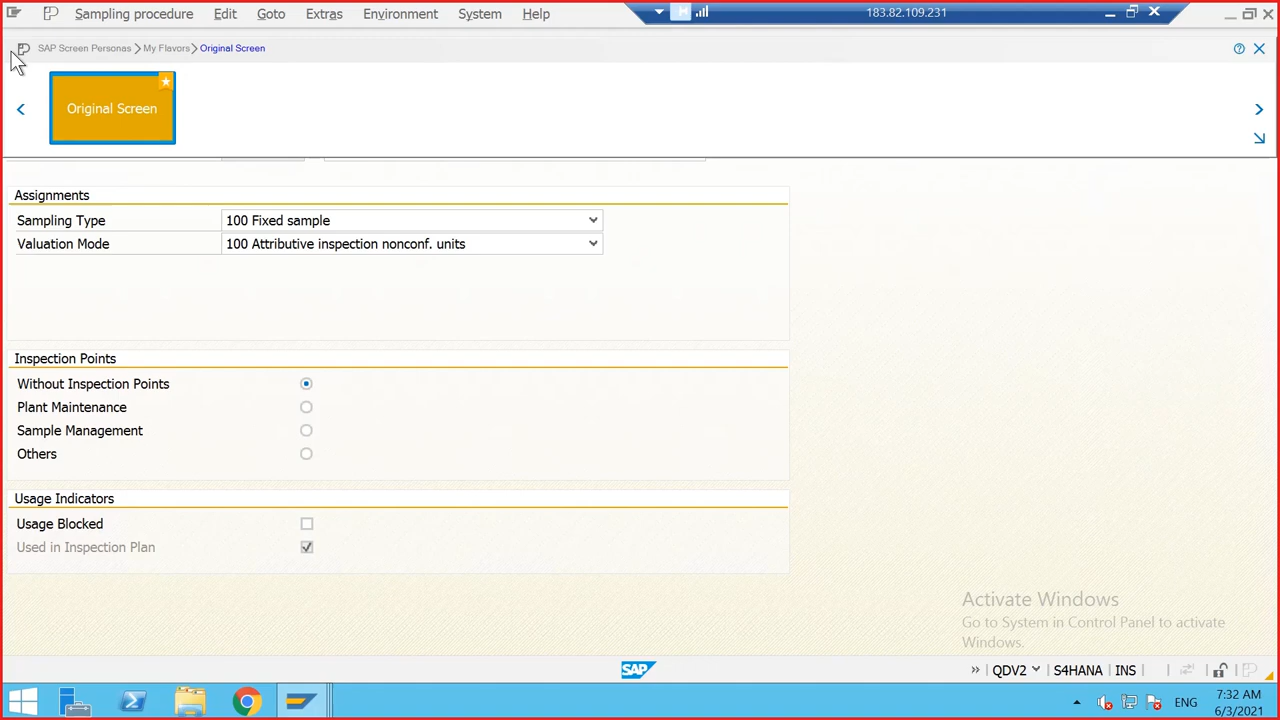 Sampling procedure Edit Goto Extras Environment System Help 183.82.109.231
SAP Screen Personas My Flavors Original Screen
Original Screen
Assignments
Sampling Type 100 Fixed sample
Valuation Mode 100 Attributive inspection nonconf. units
Inspection Points
Without Inspection Points
Plant Maintenance
Sample Management
Others
Usage Indicators
Usage Blocked
Used in Inspection Plan
Activate Windows
Go to System in Control Panel to activate
Windows.
SAP QDV2 S4HANA INS
ENG 7:32 AM
6/3/2021